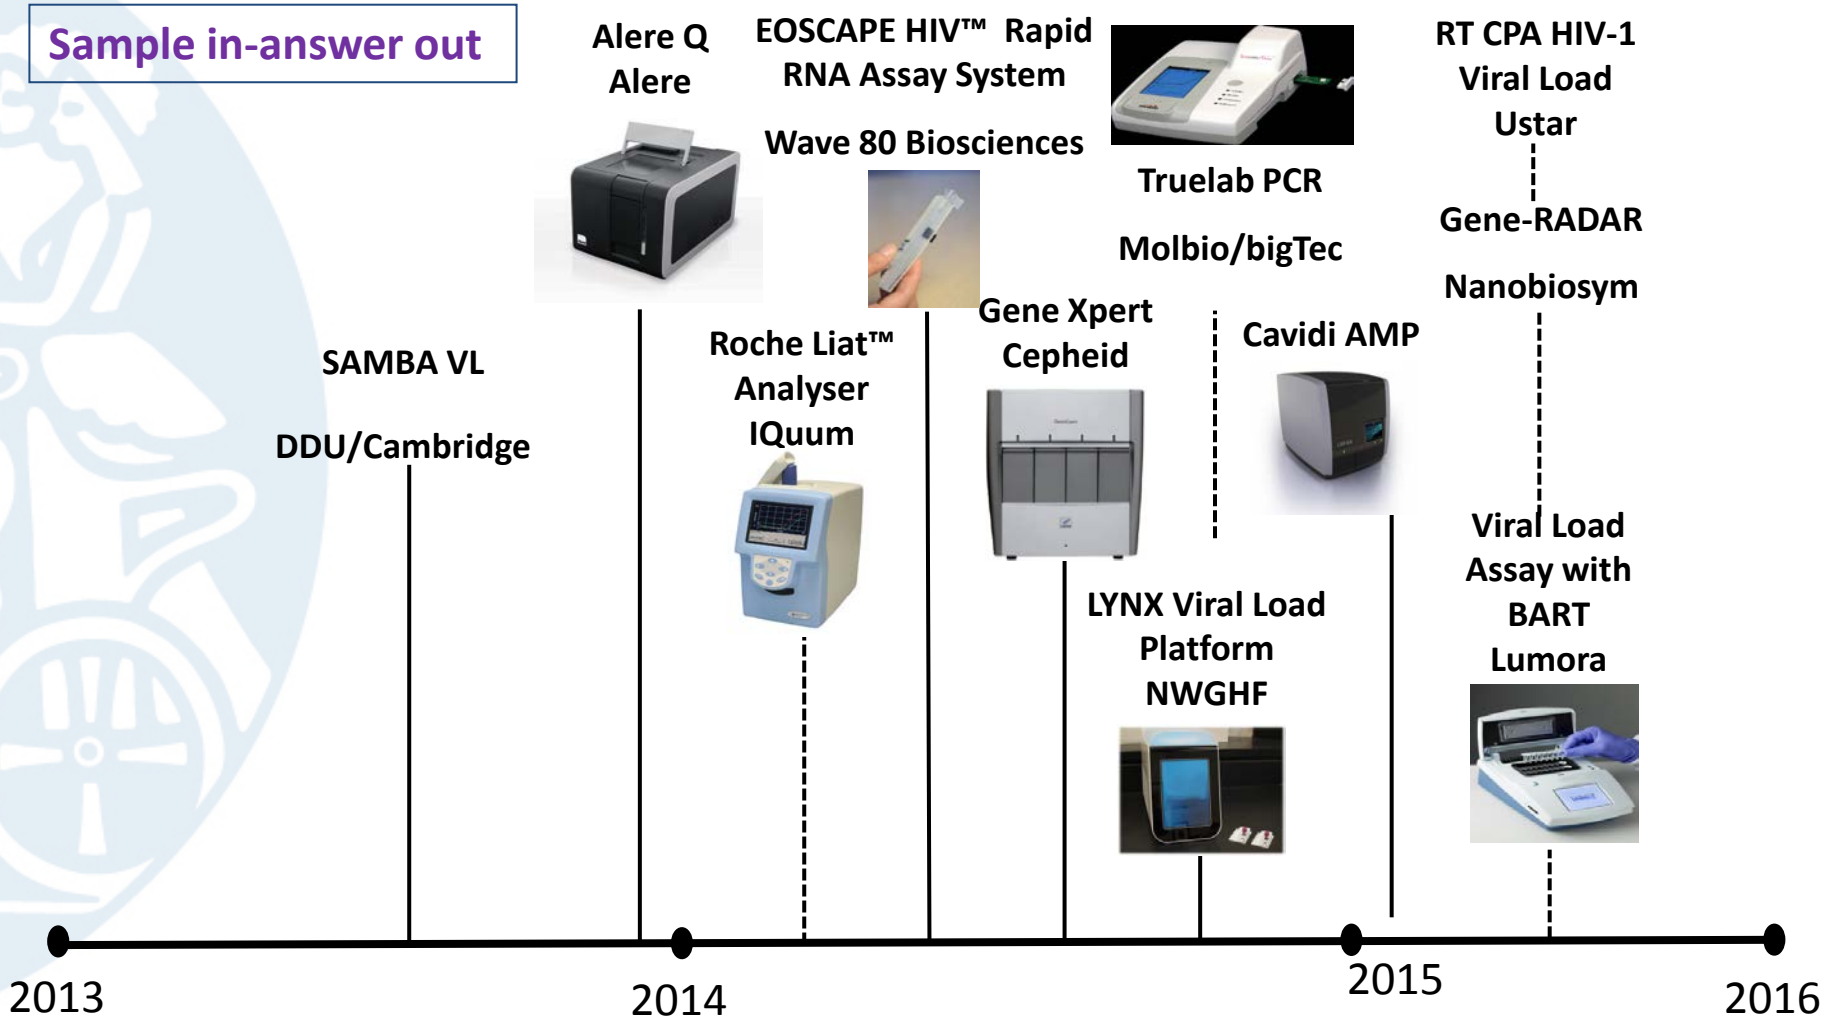 Sample in-answer out
Alere Q
Alere
EOSCAPE HIV™ Rapid
RNA Assay System
Wave 80 Biosciences
Truelab PCR
Molbio/bigTec
RT CPA HIV-1
Viral Load
Ustar
Gene-RADAR
Nanobiosym
SAMBA VL
DDU/Cambridge
Roche Liat™
Analyser
IQuum
Gene Xpert
Cepheid
Cavidi AMP
LYNX Viral Load
Platform
NWGHF
Viral Load
Assay with
BART
Lumora
2013
2014
2015
2016